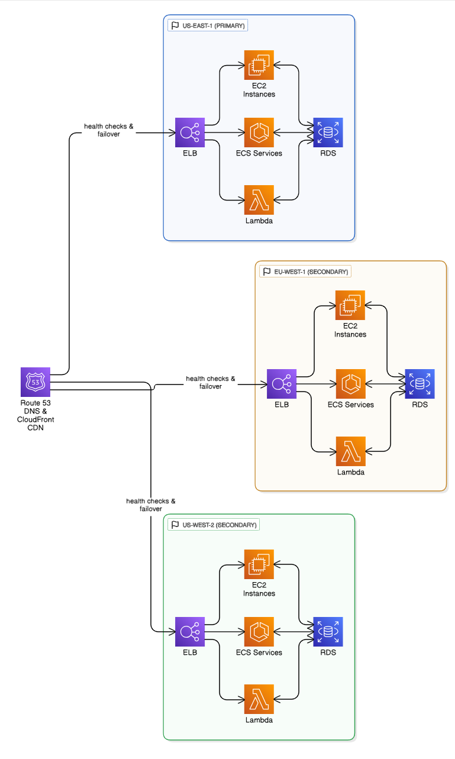 US-EAST-1 (PRIMARY)
EC2
Instances
health checks &
failover
ELB
ECS Services
RDS
Lambda
EU-WEST-1 (SECONDARY)
EC2
Instances
health checks &
failover
ELB
ECS Services
RDS
53
Route 53
DNS &
CloudFront
CDN
Lambda
health checks &
failover
US-WEST-2 (SECONDARY)
EC2
Instances
ELB
ECS Services
RDS
Lambda